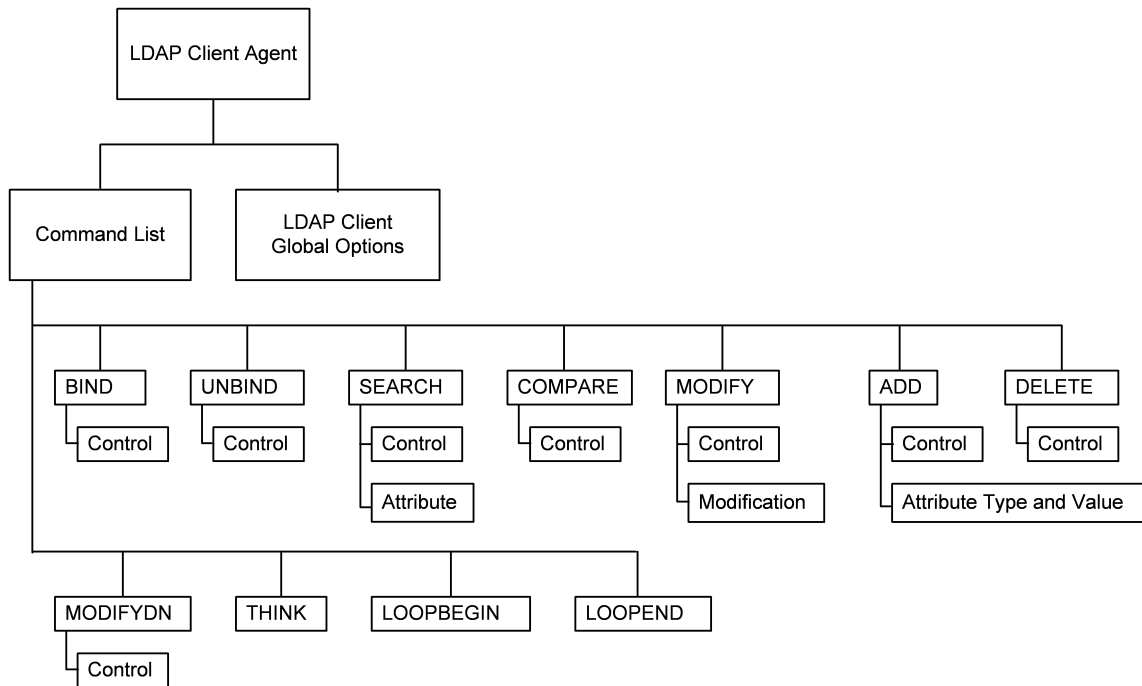 LDAP Client Agent
Command List
LDAP Client
Global Options
BIND
UNBIND
SEARCH
COMPARE
MODIFY
ADD
DELETE
Control
Control
Control
Control
Control
Control
Control
Attribute
Modification
Attribute Type and Value
MODIFYDN
THINK
LOOPBEGIN
LOOPEND
Control